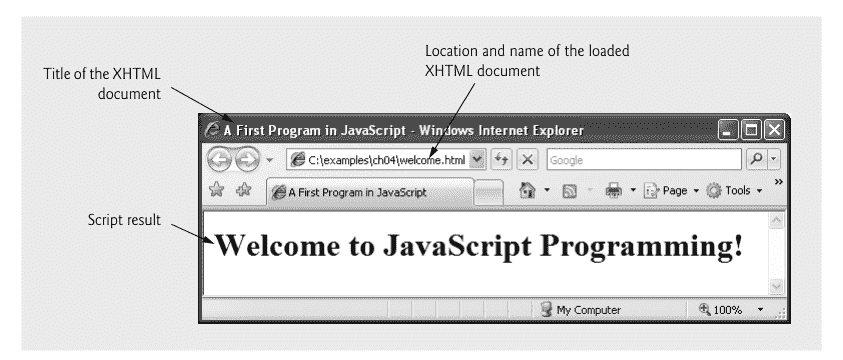 Location and name of the loaded
XHTML document
Title of the XHTML
document
A First Program in JavaScript - Windows Internet Explorer
C:\examples\ch04\welcome.html
Google
A First Program in JavaScript
Page
Tools
»
Script result
Welcome to JavaScript Programming!
My Computer
100%